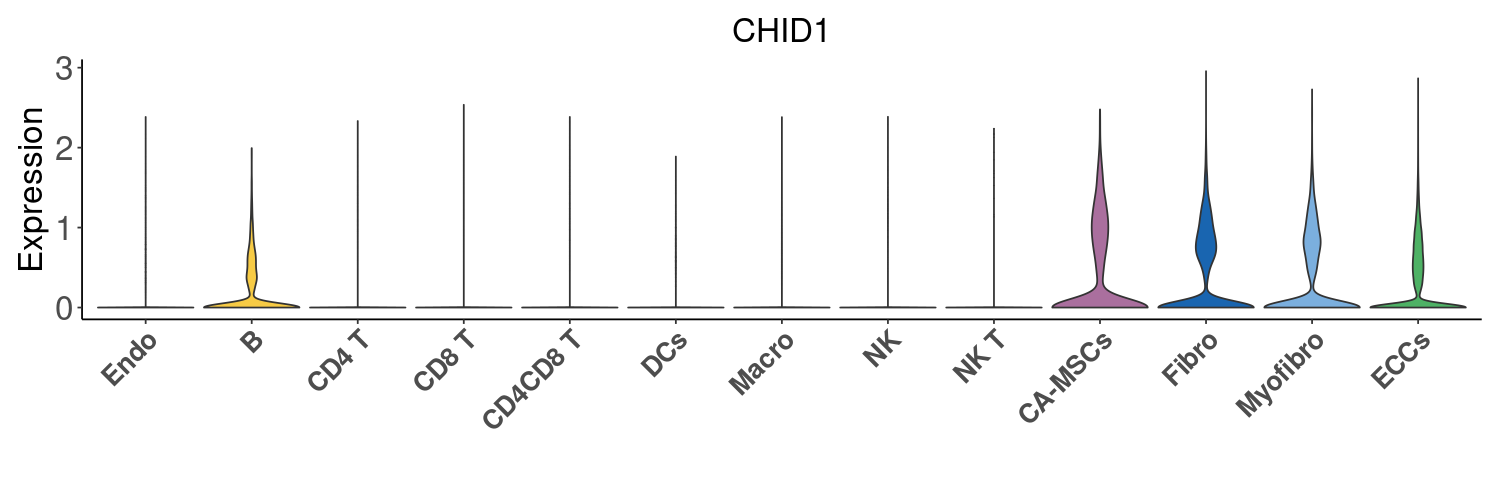 CHID1
Expression
3
2
1
0
Endo
B
CD4 T
CD8 T
CD4CD8 T
DCs
Macro
NK
NK T
CA-MSCs
Fibro
Myofibro
ECCs